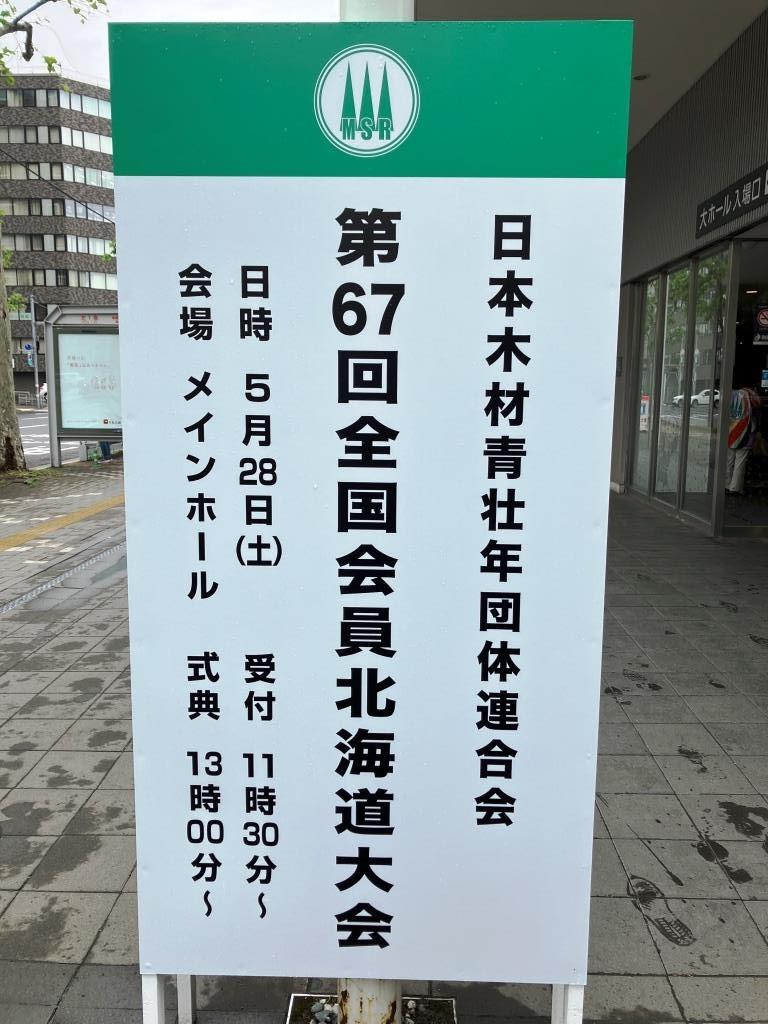 MSR
日本木材青壮年団体連合会
第67回全国会員北海道大会
日時 5月28日(土) 受付 11時30分〜
会場 メインホール 式典 13時00分〜
大ホール入場口